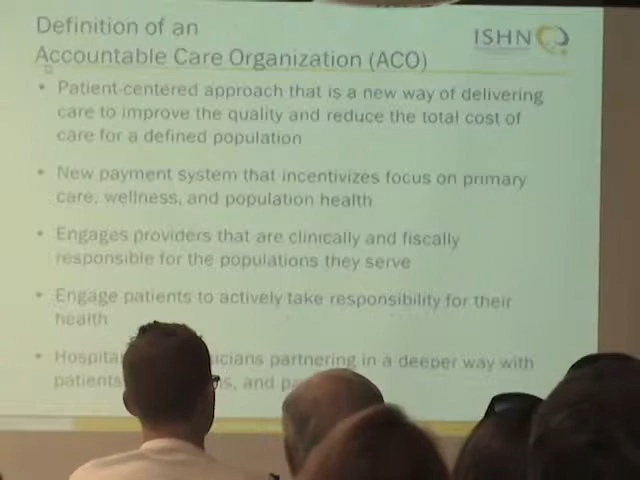 Definition of an
Accountable Care Organization (ACO)
ISHN
• Patient-centered approach that is a new way of delivering
care to improve the quality and reduce the total cost of
care for a defined population
• New payment system that incentivizes focus on primary
care, wellness, and population health
• Engages providers that are clinically and fiscally
responsible for the populations they serve
• Engage patients to actively take responsibility for their
health
• partnering in a deeper way with
patients and